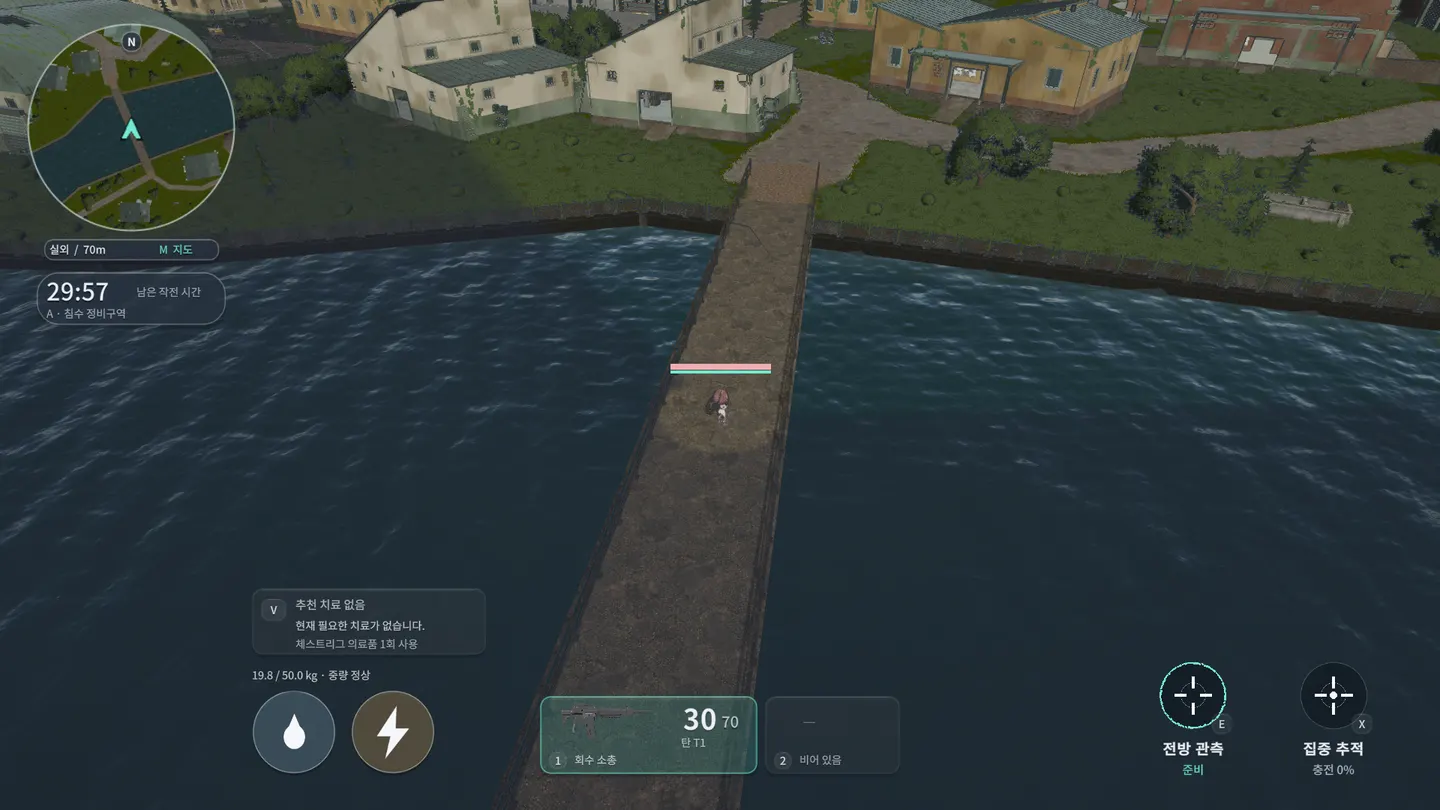 N
실외 / 70m M 지도
29:57 남은 작전 시간
A · 침수 정비구역
V 추천 치료 없음
현재 필요한 치료가 없습니다.
체스트리그 의료품 1회 사용
19.8 / 50.0 kg · 중량 정상
30 70
탄 T1
1 회수 소총
—
2 비어 있음
E
전방 관측
준비
X
집중 추적
충전 0%